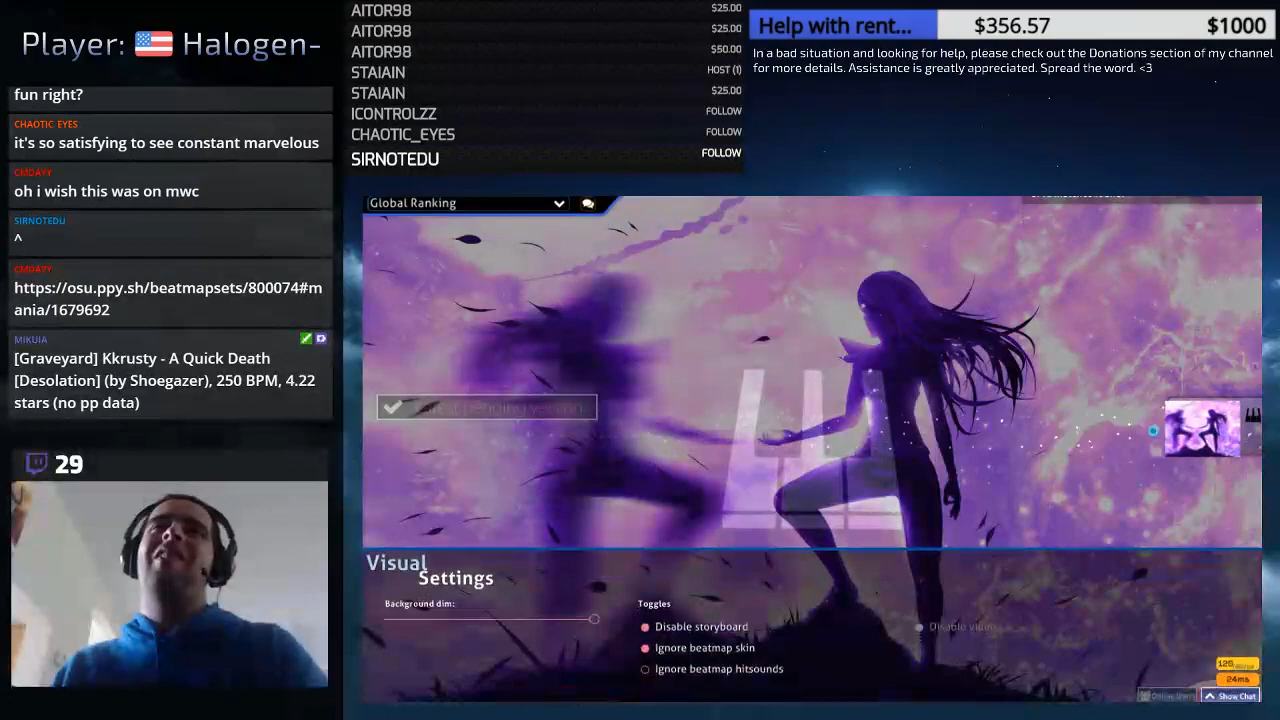 Player: Halogen-
fun right?
CHAOTIC EYES
it's so satisfying to see constant marvelous
CMDAYY
oh i wish this was on mwc
SIRNOTEDU
^
CMDAYY
https://osu.ppy.sh/beatmapsets/800074#m
ania/1679692
MIKUIA
[Graveyard] Kkrusty - A Quick Death
[Desolation] (by Shoegazer), 250 BPM, 4.22
stars (no pp data)
29
AITOR98 $25.00
AITOR98 $25.00
AITOR98 $50.00
STAIAIN HOST (1)
STAIAIN $25.00
ICONTROLZZ FOLLOW
CHAOTIC_EYES FOLLOW
SIRNOTEDU FOLLOW
Help with rent... $356.57 $1000
In a bad situation and looking for help, please check out the Donations section of my channel
for more details. Assistance is greatly appreciated. Spread the word. <3
Global Ranking
Visual
Settings
Background dim:
Toggles
Disable storyboard
Disable video
Ignore beatmap skin
Ignore beatmap hitsounds
24ms
Online Users
Show Chat